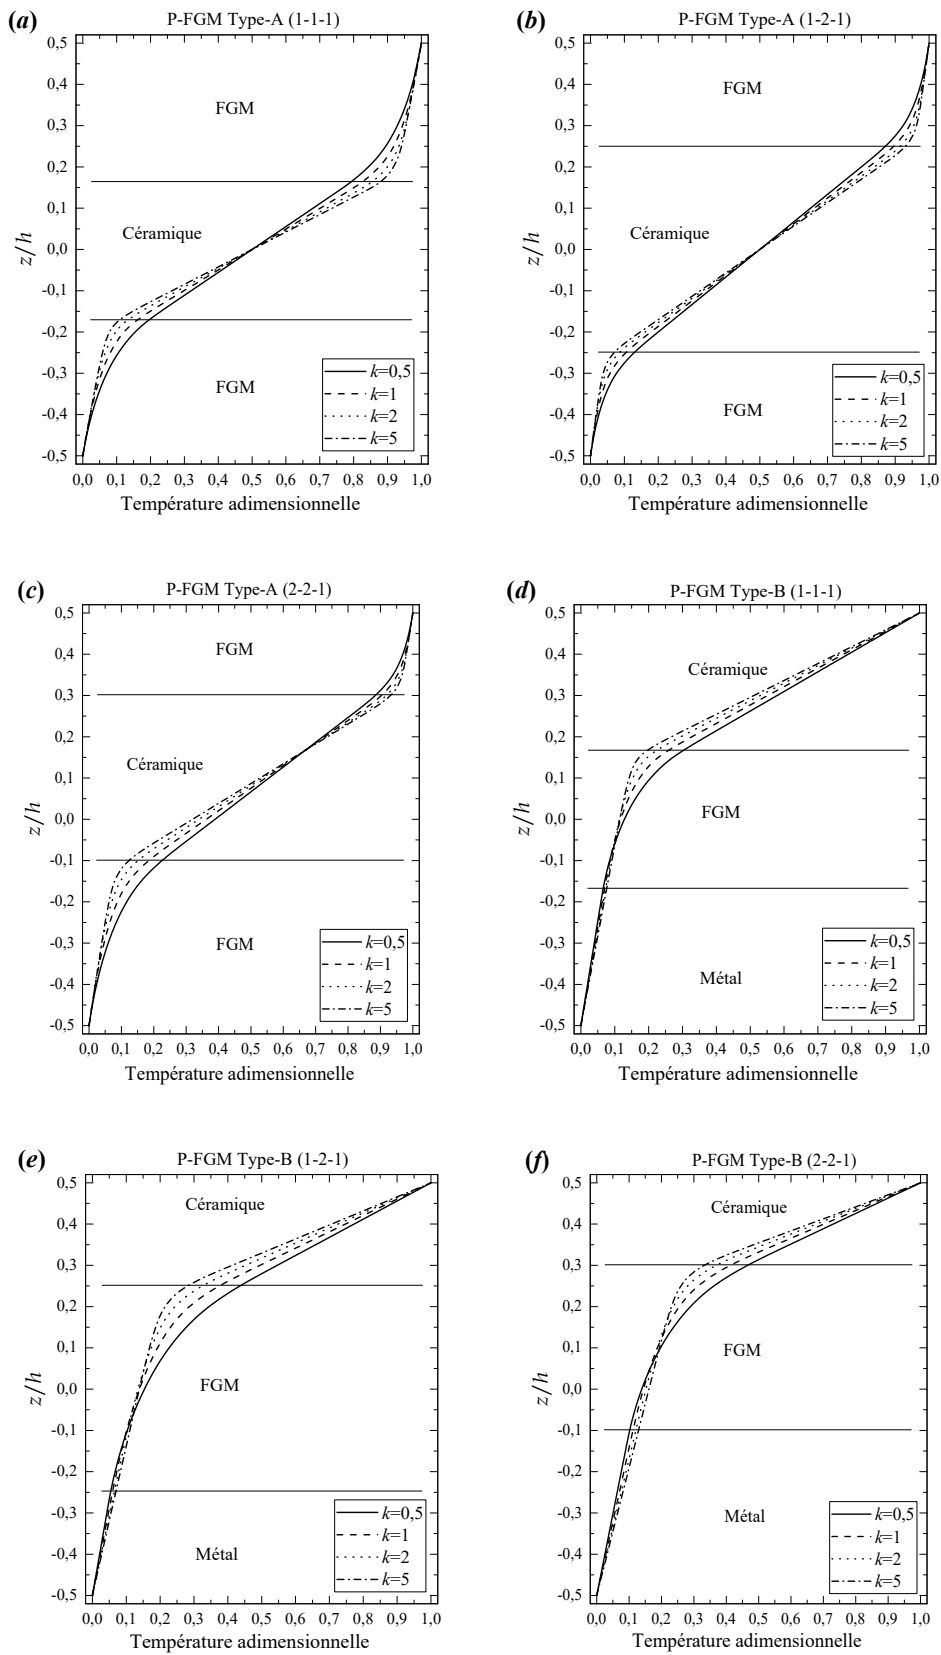 (a)
P-FGM Type-A (1-1-1)
0,5
0,4
0,3
0,2
0,1
0,0
-0,1
-0,2
-0,3
-0,4
-0,5
z/h
FGM
Céramique
FGM
k=0,5
k=1
k=2
k=5
0,0 0,1 0,2 0,3 0,4 0,5 0,6 0,7 0,8 0,9 1,0
Température adimensionnelle
(b)
P-FGM Type-A (1-2-1)
0,5
0,4
0,3
0,2
0,1
0,0
-0,1
-0,2
-0,3
-0,4
-0,5
z/h
FGM
Céramique
FGM
k=0,5
k=1
k=2
k=5
0,0 0,1 0,2 0,3 0,4 0,5 0,6 0,7 0,8 0,9 1,0
Température adimensionnelle
(c)
P-FGM Type-A (2-2-1)
0,5
0,4
0,3
0,2
0,1
0,0
-0,1
-0,2
-0,3
-0,4
-0,5
z/h
FGM
Céramique
FGM
k=0,5
k=1
k=2
k=5
0,0 0,1 0,2 0,3 0,4 0,5 0,6 0,7 0,8 0,9 1,0
Température adimensionnelle
(d)
P-FGM Type-B (1-1-1)
0,5
0,4
0,3
0,2
0,1
0,0
-0,1
-0,2
-0,3
-0,4
-0,5
z/h
Céramique
FGM
Métal
k=0,5
k=1
k=2
k=5
0,0 0,1 0,2 0,3 0,4 0,5 0,6 0,7 0,8 0,9 1,0
Température adimensionnelle
(e)
P-FGM Type-B (1-2-1)
0,5
0,4
0,3
0,2
0,1
0,0
-0,1
-0,2
-0,3
-0,4
-0,5
z/h
Céramique
FGM
Métal
k=0,5
k=1
k=2
k=5
0,0 0,1 0,2 0,3 0,4 0,5 0,6 0,7 0,8 0,9 1,0
Température adimensionnelle
(f)
P-FGM Type-B (2-2-1)
0,5
0,4
0,3
0,2
0,1
0,0
-0,1
-0,2
-0,3
-0,4
-0,5
z/h
Céramique
FGM
Métal
k=0,5
k=1
k=2
k=5
0,0 0,1 0,2 0,3 0,4 0,5 0,6 0,7 0,8 0,9 1,0
Température adimensionnelle